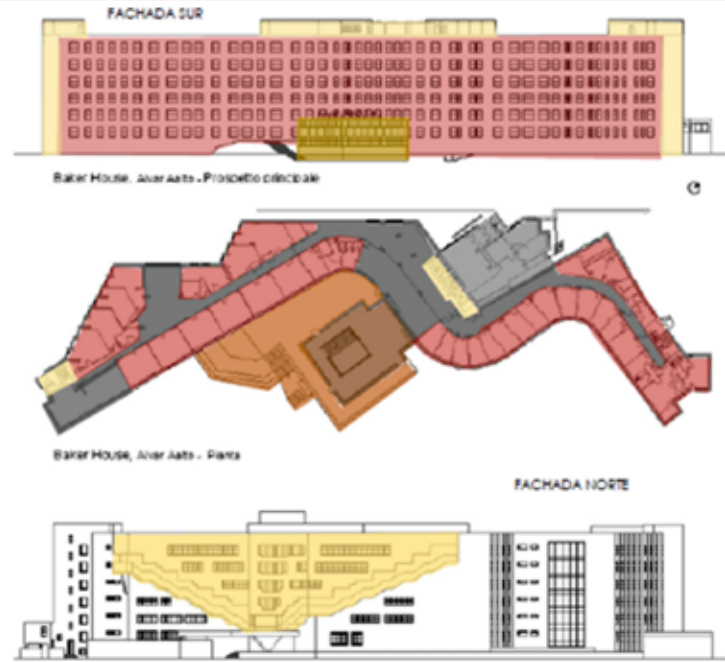 FACHADA SUR
Baker House, Alvar Aalto - Prospetto principale
Baker House, Alvar Aalto - Pianta
FACHADA NORTE